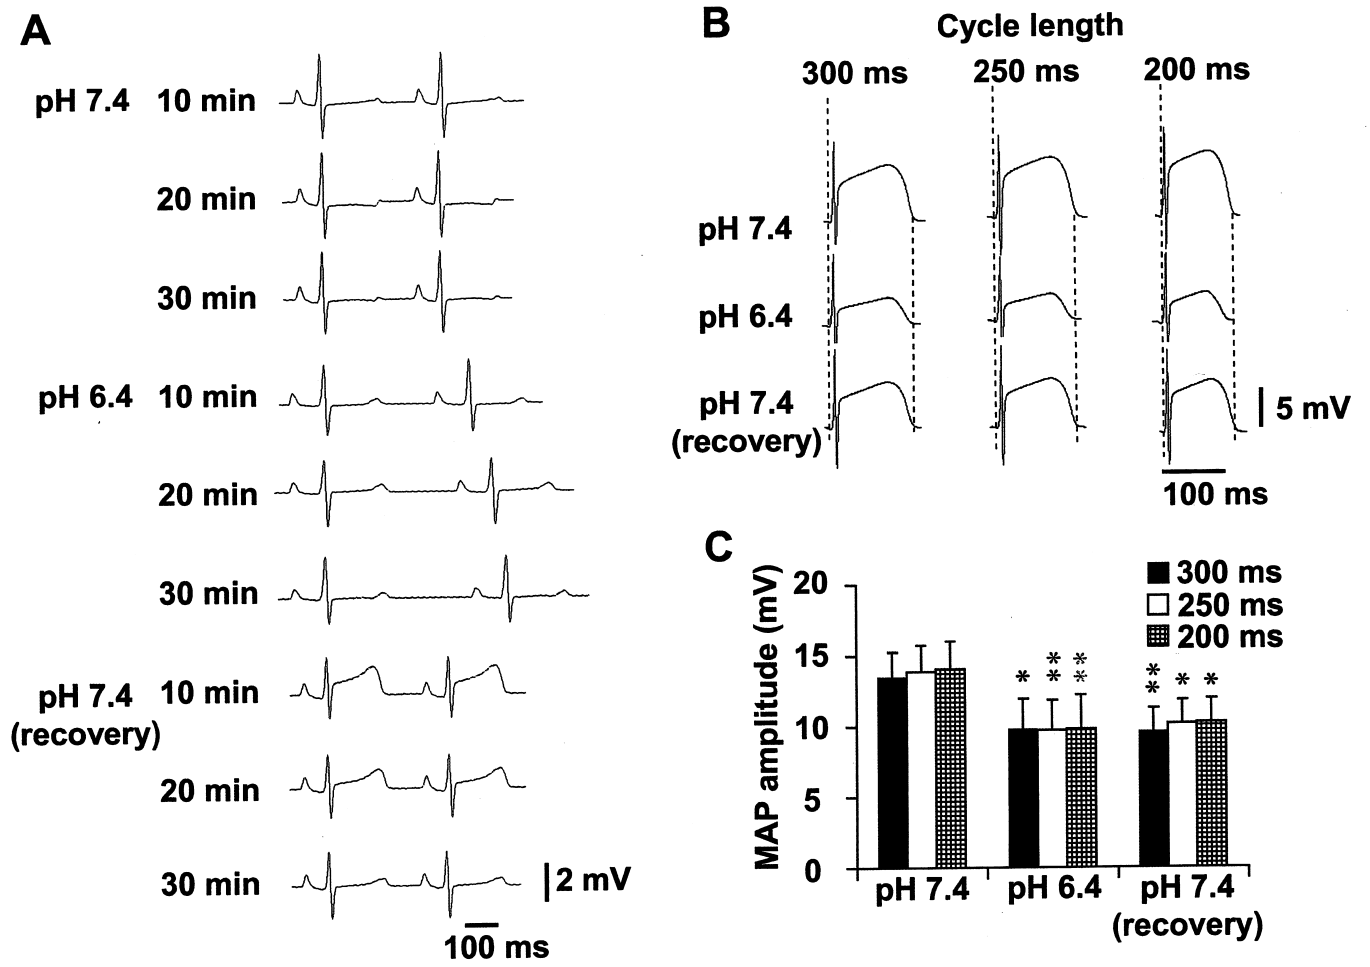 A
pH 7.4 10 min
20 min
30 min
pH 6.4 10 min
20 min
30 min
pH 7.4 10 min
(recovery)
20 min
30 min
2 mV
100 ms
B
Cycle length
300 ms 250 ms 200 ms
pH 7.4
pH 6.4
pH 7.4
(recovery)
5 mV
100 ms
C
MAP amplitude (mV)
20
15
10
5
0
300 ms
250 ms
200 ms
* ** **
** * *
pH 7.4 pH 6.4 pH 7.4
(recovery)